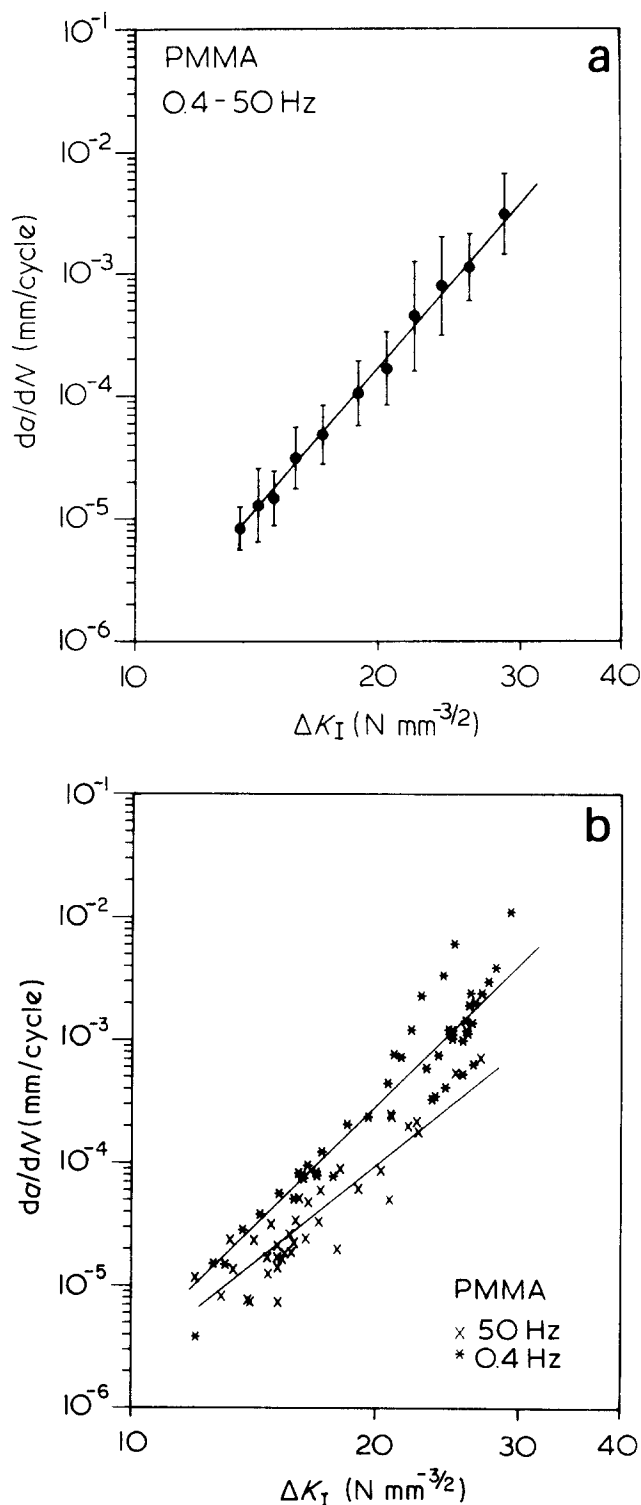 a
PMMA
0.4-50 Hz
10⁻¹
10⁻²
10⁻³
10⁻⁴
10⁻⁵
10⁻⁶
da/dN (mm/cycle)
10 20 30 40
ΔK_I (N mm⁻³/²)
b
10⁻¹
10⁻²
10⁻³
10⁻⁴
10⁻⁵
10⁻⁶
da/dN (mm/cycle)
PMMA
× 50 Hz
* 0.4 Hz
10 20 30 40
ΔK_I (N mm⁻³/²)